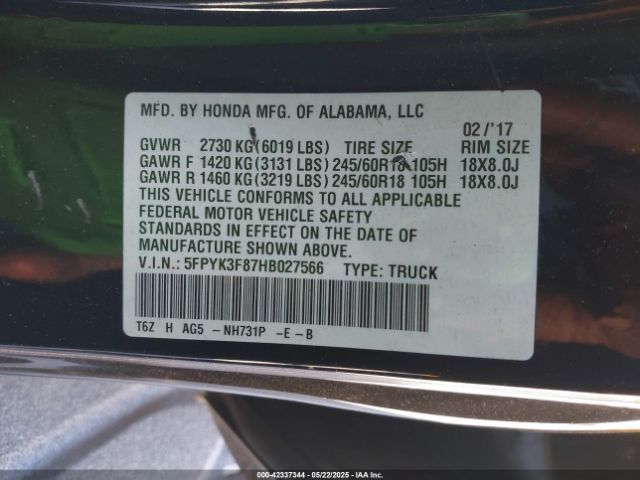 MFD. BY HONDA MFG. OF ALABAMA, LLC
02/'17
GVWR 2730 KG(6019 LBS) TIRE SIZE RIM SIZE
GAWR F 1420 KG(3131 LBS) 245/60R18 105H 18X8.0J
GAWR R 1460 KG(3219 LBS) 245/60R18 105H 18X8.0J
THIS VEHICLE CONFORMS TO ALL APPLICABLE
FEDERAL MOTOR VEHICLE SAFETY
STANDARDS IN EFFECT ON THE DATE OF
MANUFACTURE SHOWN ABOVE.
V.I.N.: 5FPYK3F87HB027566 TYPE: TRUCK
T6Z H AG5 -NH731P -E-B
000-42337344 - 05/22/2025 - IAA Inc.